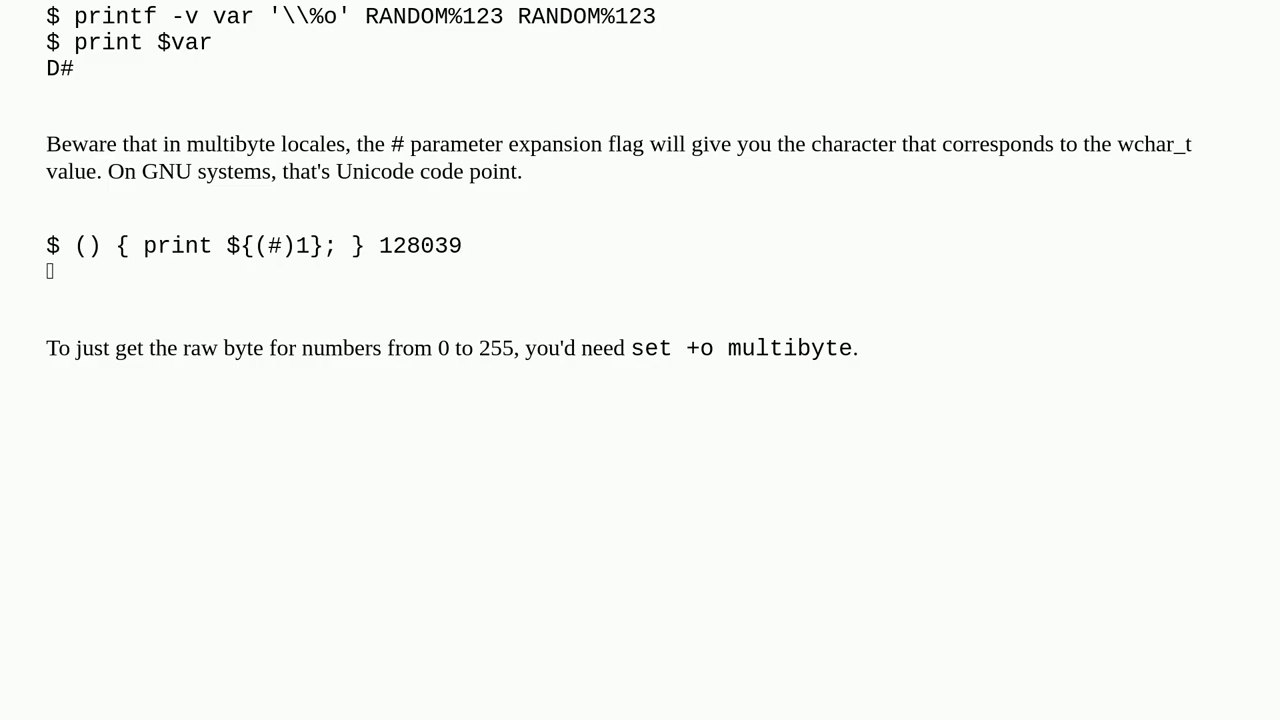 $ printf -v var '\\%o' RANDOM%123 RANDOM%123
$ print $var
D#
Beware that in multibyte locales, the # parameter expansion flag will give you the character that corresponds to the wchar_t
value. On GNU systems, that's Unicode code point.
$ () { print ${(#)1}; } 128039
To just get the raw byte for numbers from 0 to 255, you'd need set +o multibyte.